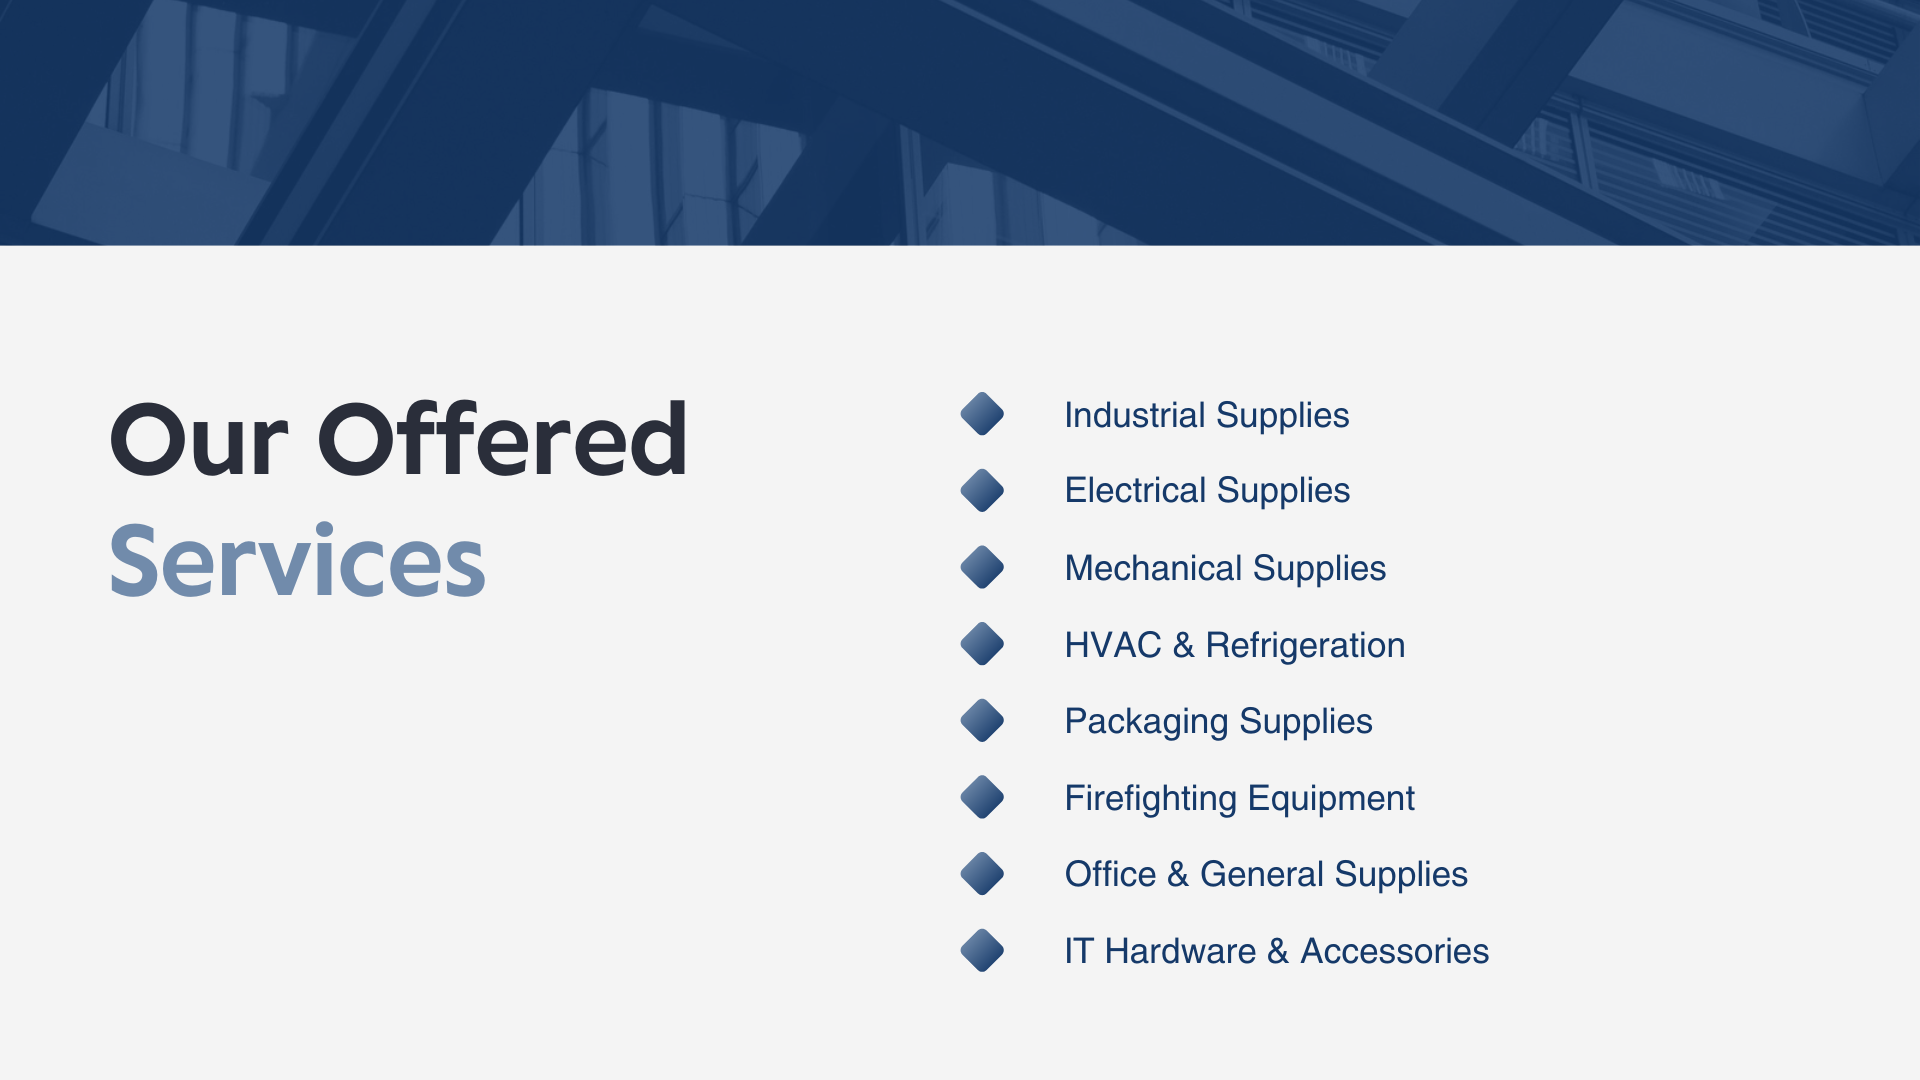 Our Offered
Services
Industrial Supplies
Electrical Supplies
Mechanical Supplies
HVAC & Refrigeration
Packaging Supplies
Firefighting Equipment
Office & General Supplies
IT Hardware & Accessories